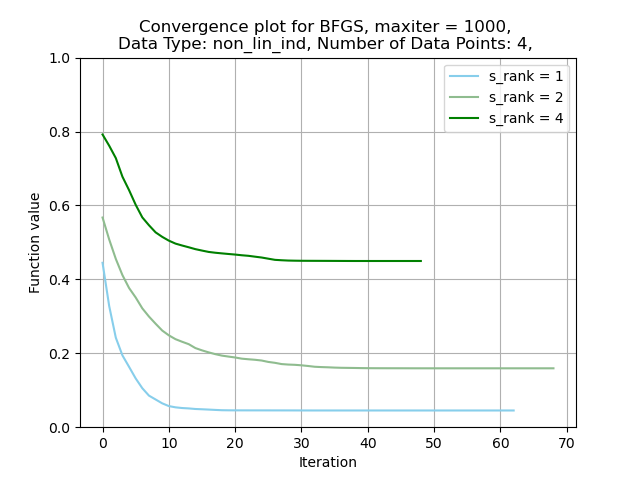 Convergence plot for BFGS, maxiter = 1000,
Data Type: non_lin_ind, Number of Data Points: 4,
s_rank = 1
s_rank = 2
s_rank = 4
Function value
1.0
0.8
0.6
0.4
0.2
0.0
0 10 20 30 40 50 60 70
Iteration